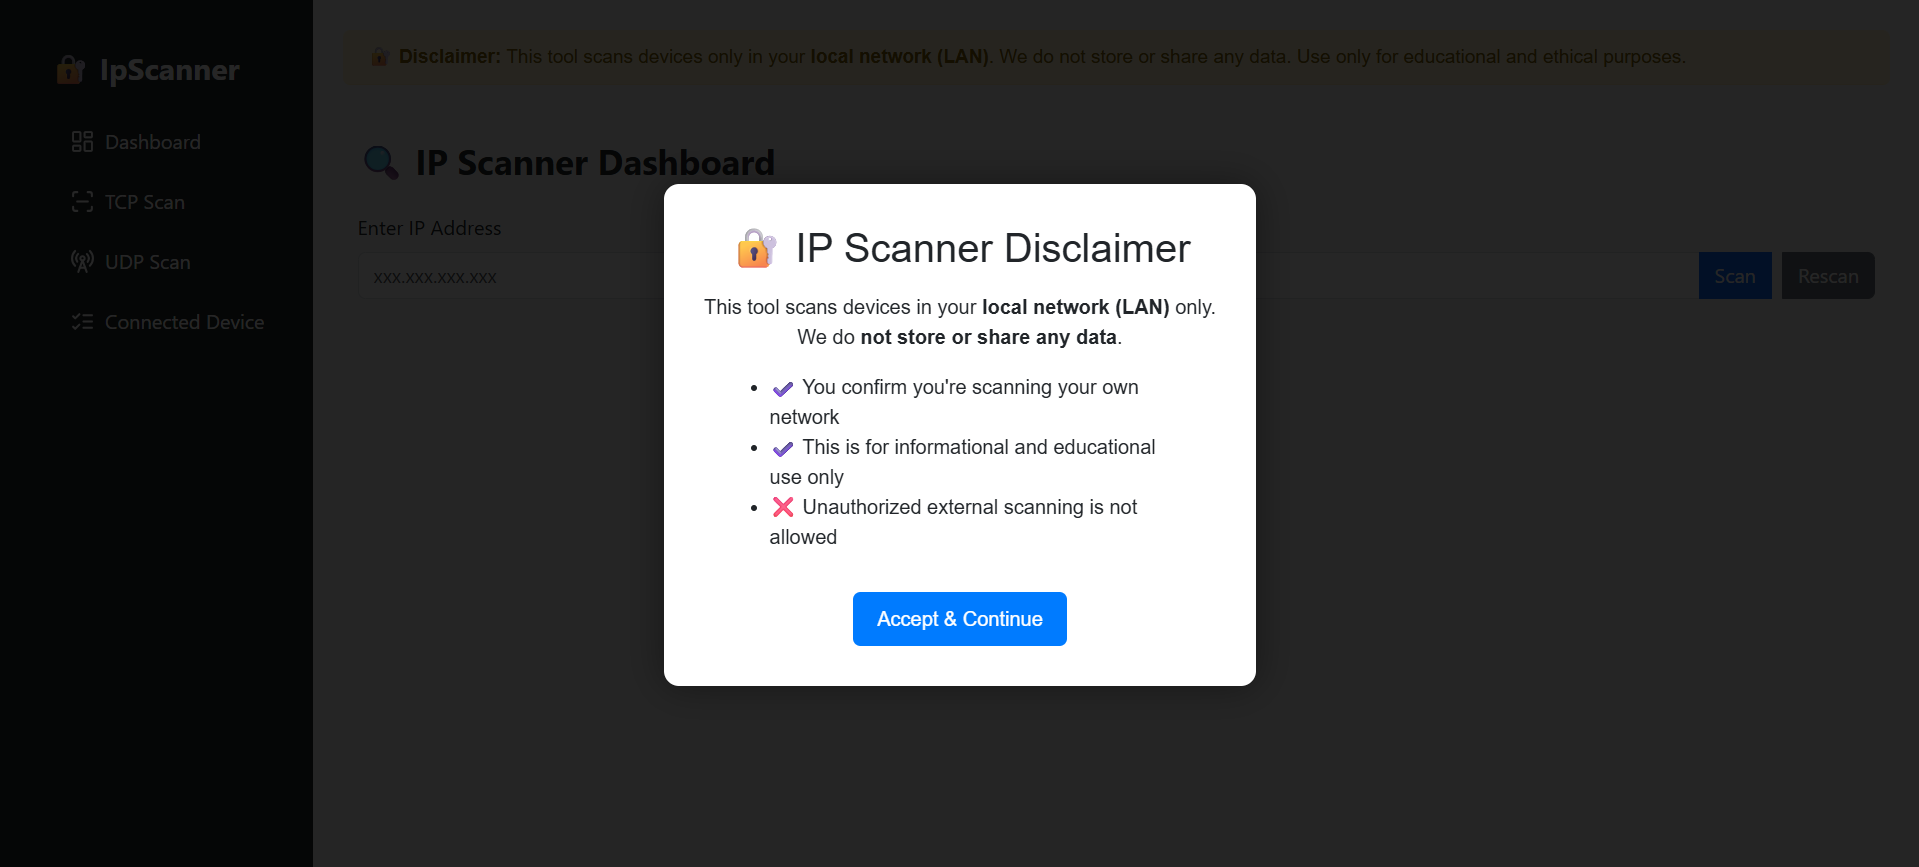 🔐 IpScanner
Dashboard
TCP Scan
UDP Scan
Connected Device
🔐 Disclaimer: This tool scans devices only in your local network (LAN). We do not store or share any data. Use only for educational and ethical purposes.
🔍 IP Scanner Dashboard
Enter IP Address
xxx.xxx.xxx.xxx
Scan
Rescan
🔐 IP Scanner Disclaimer
This tool scans devices in your local network (LAN) only.
We do not store or share any data.
• ✔ You confirm you're scanning your own
network
• ✔ This is for informational and educational
use only
• ❌ Unauthorized external scanning is not
allowed
Accept & Continue